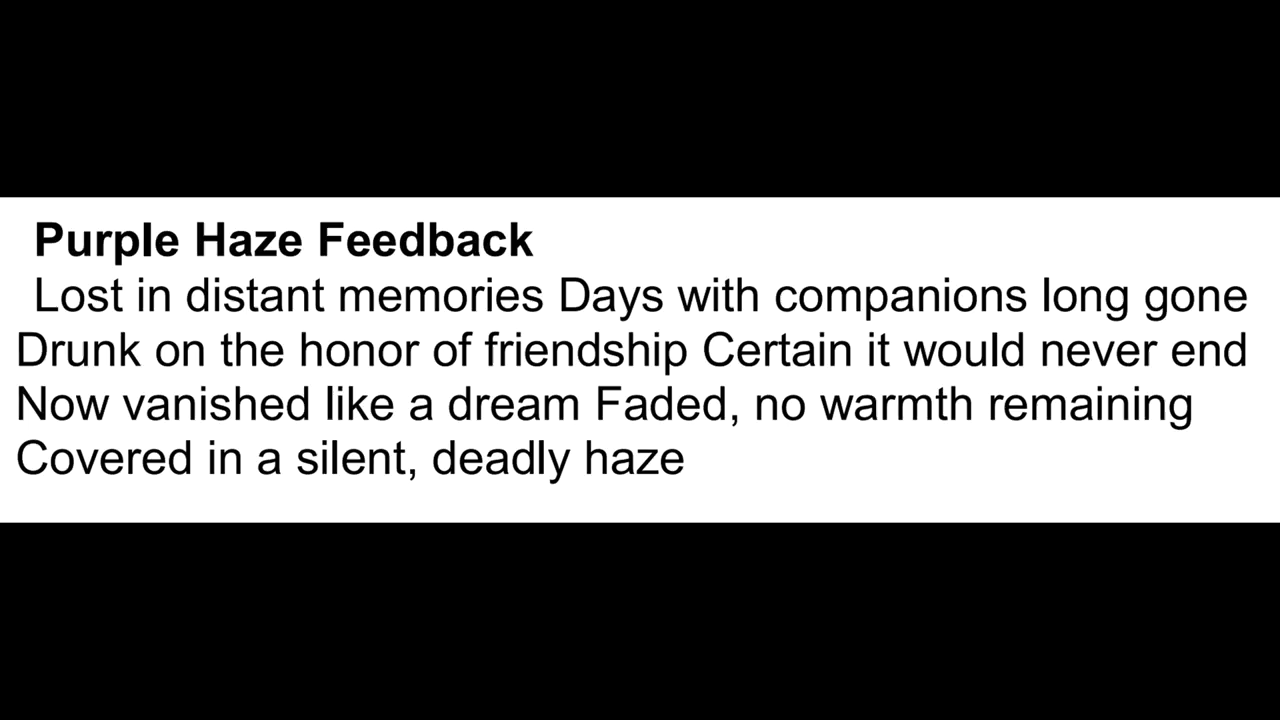 Purple Haze Feedback
Lost in distant memories Days with companions long gone
Drunk on the honor of friendship Certain it would never end
Now vanished like a dream Faded, no warmth remaining
Covered in a silent, deadly haze